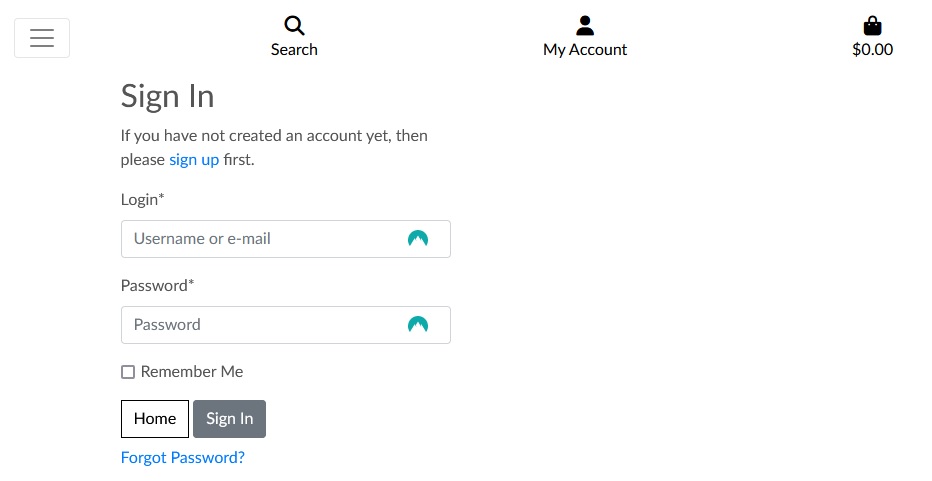 Search
My Account
$0.00
Sign In
If you have not created an account yet, then
please sign up first.
Login*
Username or e-mail
Password*
Password
Remember Me
Home
Sign In
Forgot Password?